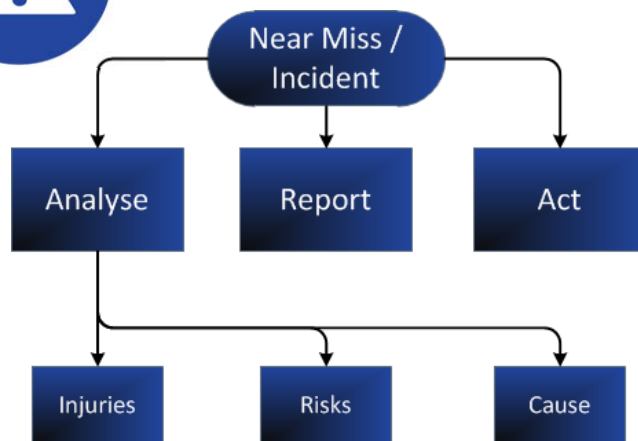 Near Miss /
Incident
Analyse
Report
Act
Injuries
Risks
Cause